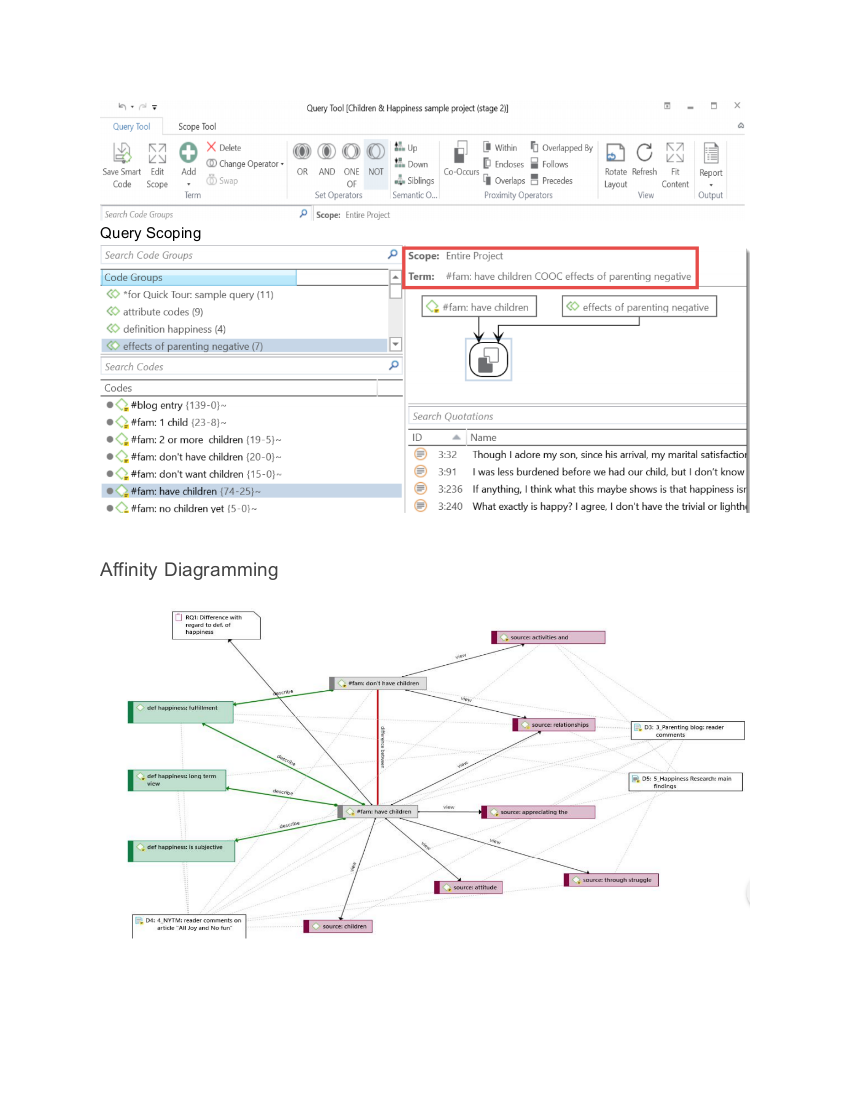 Query Tool [Children & Happiness sample project (stage 2)]
Query Tool Scope Tool
Save Smart Code
Edit Scope
Add
Delete
Change Operator
Swap
Term
OR AND ONE OF NOT
Set Operators
Up
Down
Siblings
Semantic O...
Co-Occurs
Within
Encloses
Overlaps
Overlapped By
Follows
Precedes
Proximity Operators
Rotate Layout
Refresh
Fit Content
View
Report
Output
Search Code Groups
Scope: Entire Project
Query Scoping
Search Code Groups
Code Groups
*for Quick Tour: sample query (11)
attribute codes (9)
definition happiness (4)
effects of parenting negative (7)
Search Codes
Codes
#blog entry {139-0}~
#fam: 1 child {23-8}~
#fam: 2 or more children {19-5}~
#fam: don't have children {20-0}~
#fam: don't want children {15-0}~
#fam: have children {74-25}~
#fam: no children yet {5-0}~
Scope: Entire Project
Term: #fam: have children COOC effects of parenting negative
#fam: have children
effects of parenting negative
Search Quotations
ID Name
3:32 Though I adore my son, since his arrival, my marital satisfaction
3:91 I was less burdened before we had our child, but I don't know
3:236 If anything, I think what this maybe shows is that happiness isn
3:240 What exactly is happy? I agree, I don't have the trivial or lighthe
Affinity Diagramming
RQ1: Difference with
regard to def. of
happiness
source: activities and
view
#fam: don't have children
describe
view
def happiness: fulfillment
source: relationships
D3: 3_Parenting blog: reader
comments
difference between
describe
view
def happiness: long term
view
D5: 5_Happiness Research: main
findings
describe
#fam: have children
view
source: appreciating the
describe
def happiness: is subjective
view
view
view
source: attitude
source: through struggle
D4: 4_NYTM: reader comments on
article "All Joy and No fun"
source: children